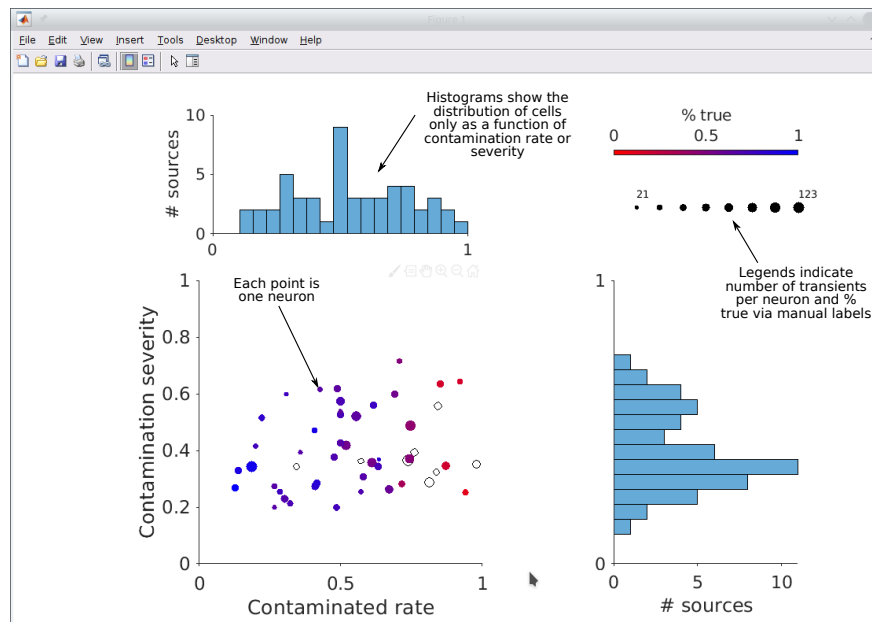 Figure 1
File Edit View Insert Tools Desktop Window Help
Histograms show the
distribution of cells
only as a function of
contamination rate or
severity
10
5
0
# sources
0
1
% true
0 0.5 1
21 123
Legends indicate
number of transients
per neuron and %
true via manual labels
Each point is
one neuron
1
0.8
0.6
0.4
0.2
0
Contamination severity
0 0.5 1
Contaminated rate
1
0
0 5 10
# sources